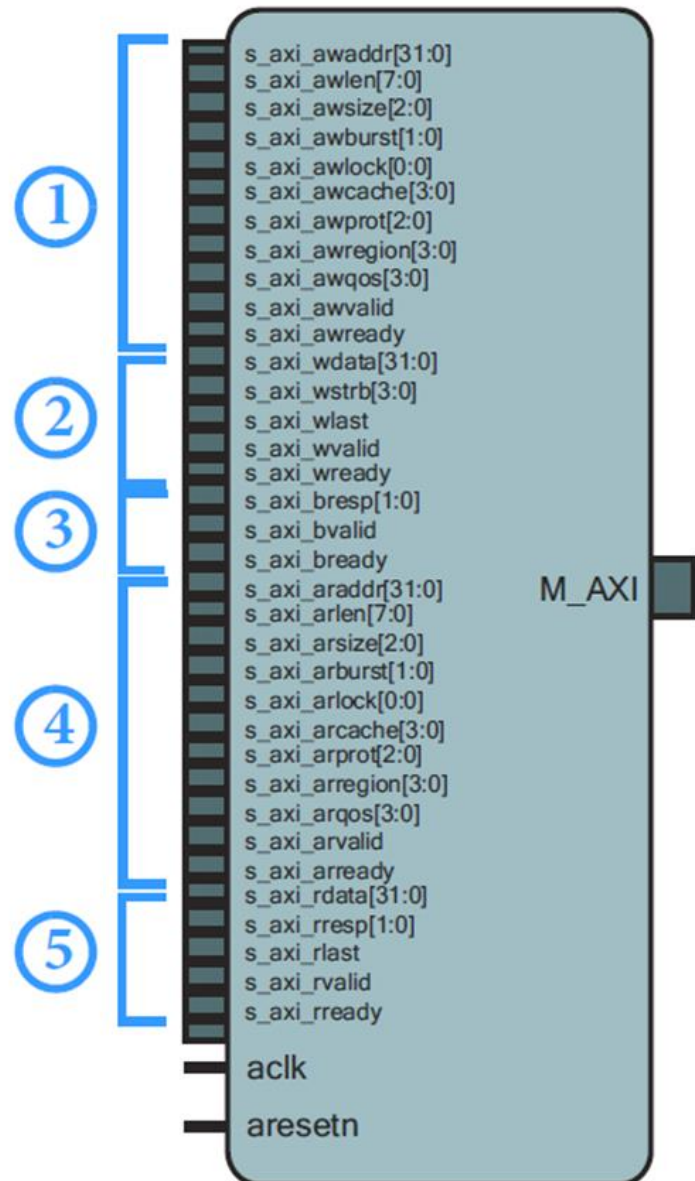 s_axi_awaddr[31:0]
s_axi_awlen[7:0]
s_axi_awsize[2:0]
s_axi_awburst[1:0]
s_axi_awlock[0:0]
s_axi_awcache[3:0]
1
s_axi_awprot[2:0]
s_axi_awregion[3:0]
s_axi_awqos[3:0]
s_axi_awvalid
s_axi_awready
s_axi_wdata[31:0]
s_axi_wstrb[3:0]
2
s_axi_wlast
s_axi_wvalid
s_axi_wready
s_axi_bresp[1:0]
3
s_axi_bvalid
s_axi_bready
s_axi_araddr[31:0]
M_AXI
s_axi_arlen[7:0]
s_axi_arsize[2:0]
s_axi_arburst[1:0]
s_axi_arlock[0:0]
4
s_axi_arcache[3:0]
s_axi_arprot[2:0]
s_axi_arregion[3:0]
s_axi_arqos[3:0]
s_axi_arvalid
s_axi_arready
s_axi_rdata[31:0]
s_axi_rresp[1:0]
5
s_axi_rlast
s_axi_rvalid
s_axi_rready
aclk
aresetn